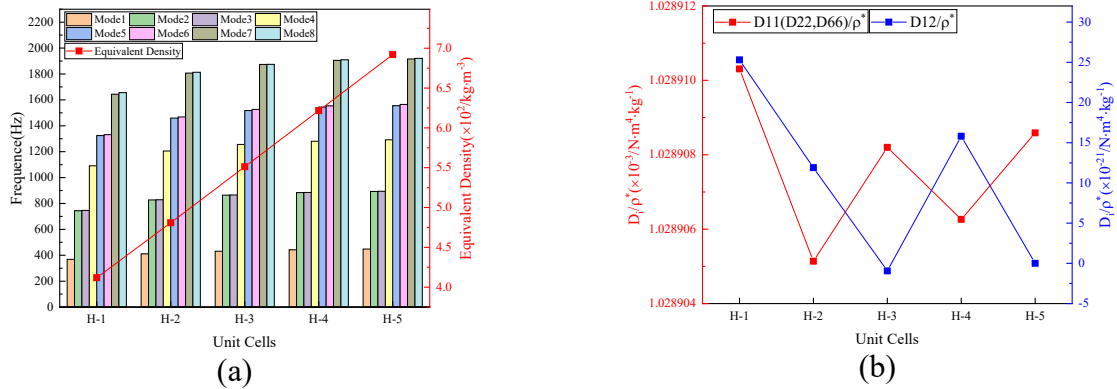 Mode1 Mode2 Mode3 Mode4
Mode5 Mode6 Mode7 Mode8
Equivalent Density
Frequence(Hz)
2200
2000
1800
1600
1400
1200
1000
800
600
400
200
0
H-1 H-2 H-3 H-4 H-5
Unit Cells
7.0
6.5
6.0
5.5
5.0
4.5
4.0
Equivalent Density(×10²/kg·m⁻³)
(a)
D11(D22,D66)/ρ* D12/ρ*
1.028912
1.028910
1.028908
1.028906
1.028904
D_i/ρ*(×10⁻³/N·m⁴·kg⁻¹)
H-1 H-2 H-3 H-4 H-5
Unit Cells
30
25
20
15
10
5
0
-5
D_i/ρ*(×10⁻²¹/N·m⁴·kg⁻¹)
(b)